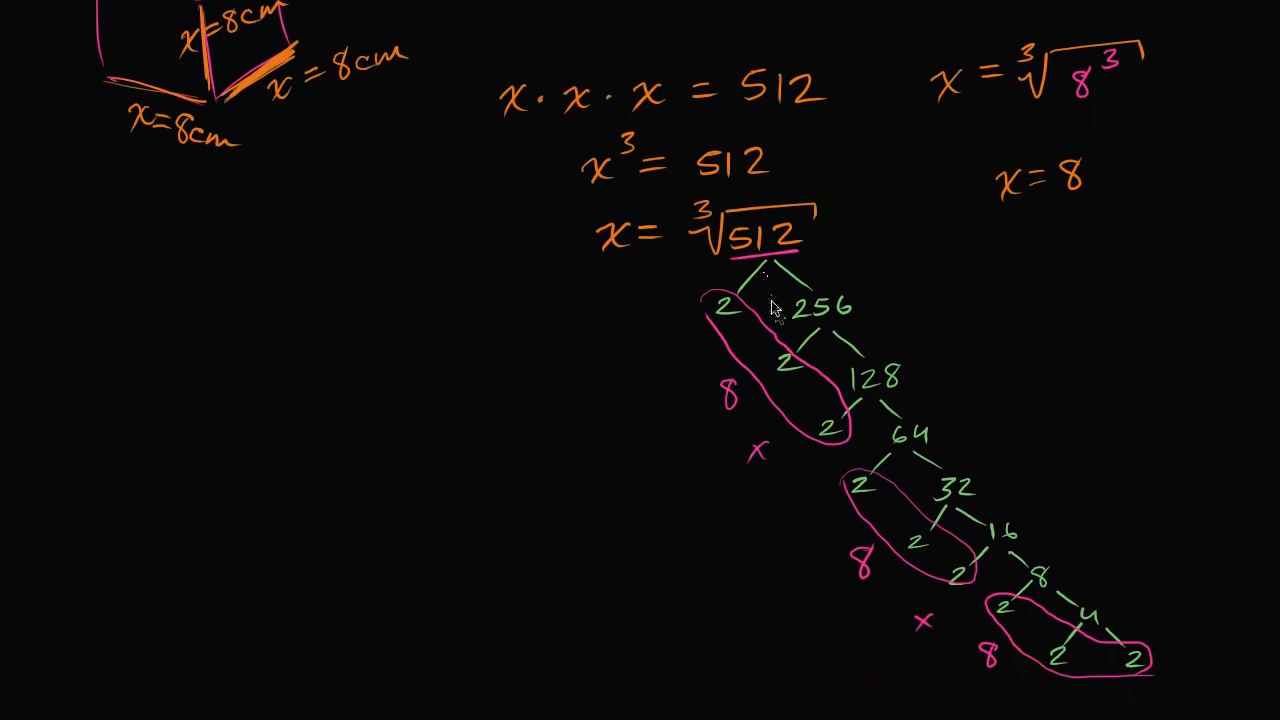 x=8cm
x=8cm
x=8cm
x · x · x = 512
x³ = 512
x = ∛512
2 256
2 128
8
2 64
x
2 32
2 16
8
2 8
2 4
x
8 2 2
x = ∛8³
x=8